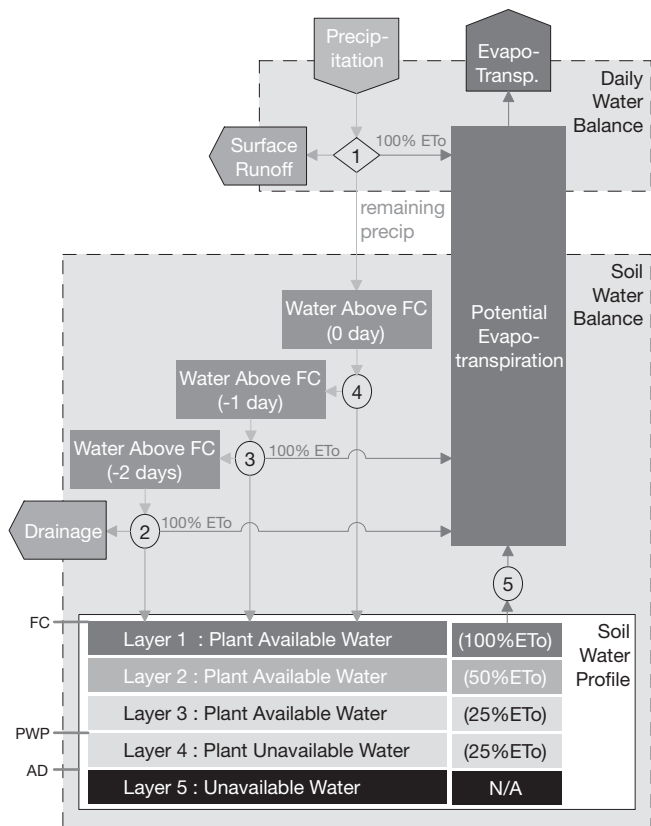 Precip-
itation
Evapo-
Transp.
Daily
Water
Balance
Surface
Runoff
1
100% ETo
remaining
precip
Soil
Water
Balance
Water Above FC
(0 day)
Potential
Evapo-
transpiration
Water Above FC
(-1 day)
4
Water Above FC
(-2 days)
3
100% ETo
Drainage
2
100% ETo
5
FC
Layer 1 : Plant Available Water
(100%ETo)
Soil
Water
Profile
Layer 2 : Plant Available Water
(50%ETo)
Layer 3 : Plant Available Water
(25%ETo)
PWP
Layer 4 : Plant Unavailable Water
(25%ETo)
AD
Layer 5 : Unavailable Water
N/A